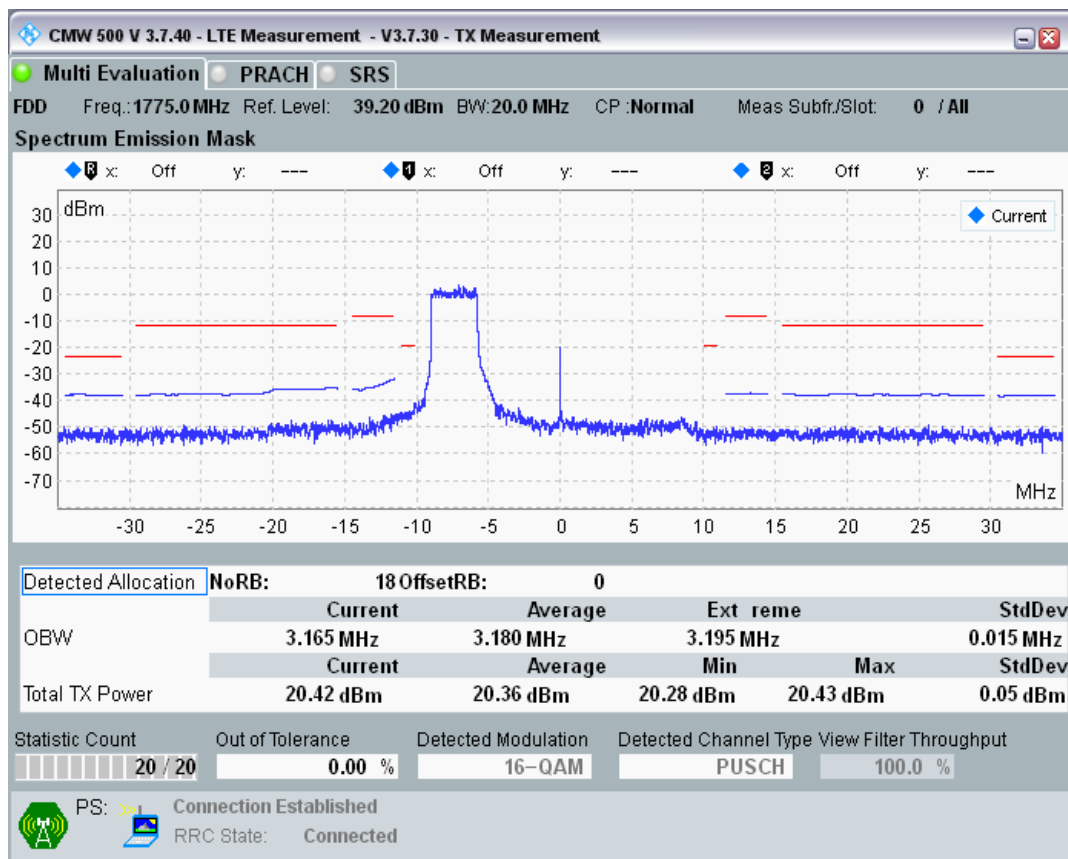 CMW 500 V 3.7.40 - LTE Measurement - V3.7.30 - TX Measurement
Multi Evaluation PRACH SRS
FDD Freq.: 1775.0 MHz Ref. Level: 39.20 dBm BW: 20.0 MHz CP : Normal Meas Subfr./Slot: 0 / All
Spectrum Emission Mask
R x: Off y: --- 1 x: Off y: --- 2 x: Off y: ---
dBm
Current
30
20
10
0
-10
-20
-30
-40
-50
-60
-70
MHz
-30 -25 -20 -15 -10 -5 0 5 10 15 20 25 30
Detected Allocation NoRB: 18 OffsetRB: 0
Current Average Ext reme StdDev
OBW 3.165 MHz 3.180 MHz 3.195 MHz 0.015 MHz
Current Average Min Max StdDev
Total TX Power 20.42 dBm 20.36 dBm 20.28 dBm 20.43 dBm 0.05 dBm
Statistic Count Out of Tolerance Detected Modulation Detected Channel Type View Filter Throughput
20 / 20 0.00 % 16-QAM PUSCH 100.0 %
PS: Connection Established
RRC State: Connected